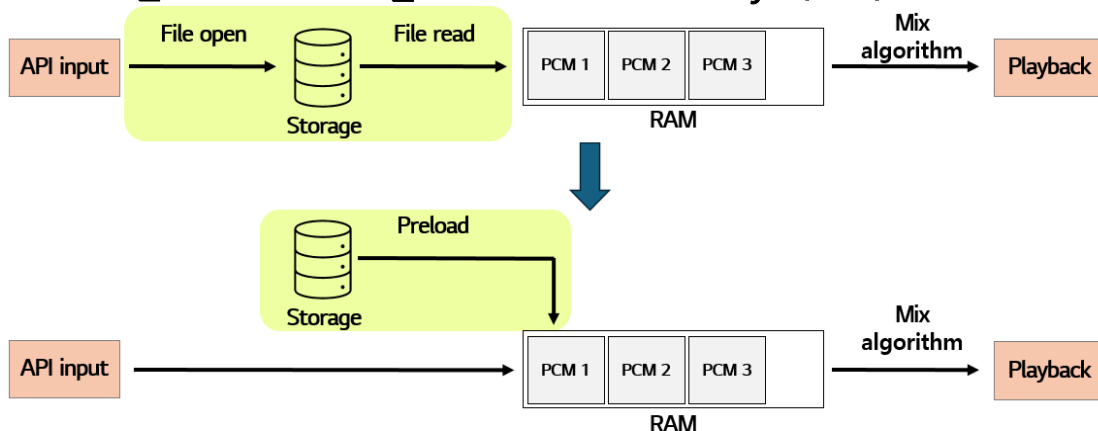 File open
File read
API input
PCM 1
PCM 2
PCM 3
Mix
algorithm
Playback
Storage
RAM
Preload
Storage
API input
PCM 1
PCM 2
PCM 3
Mix
algorithm
Playback
RAM